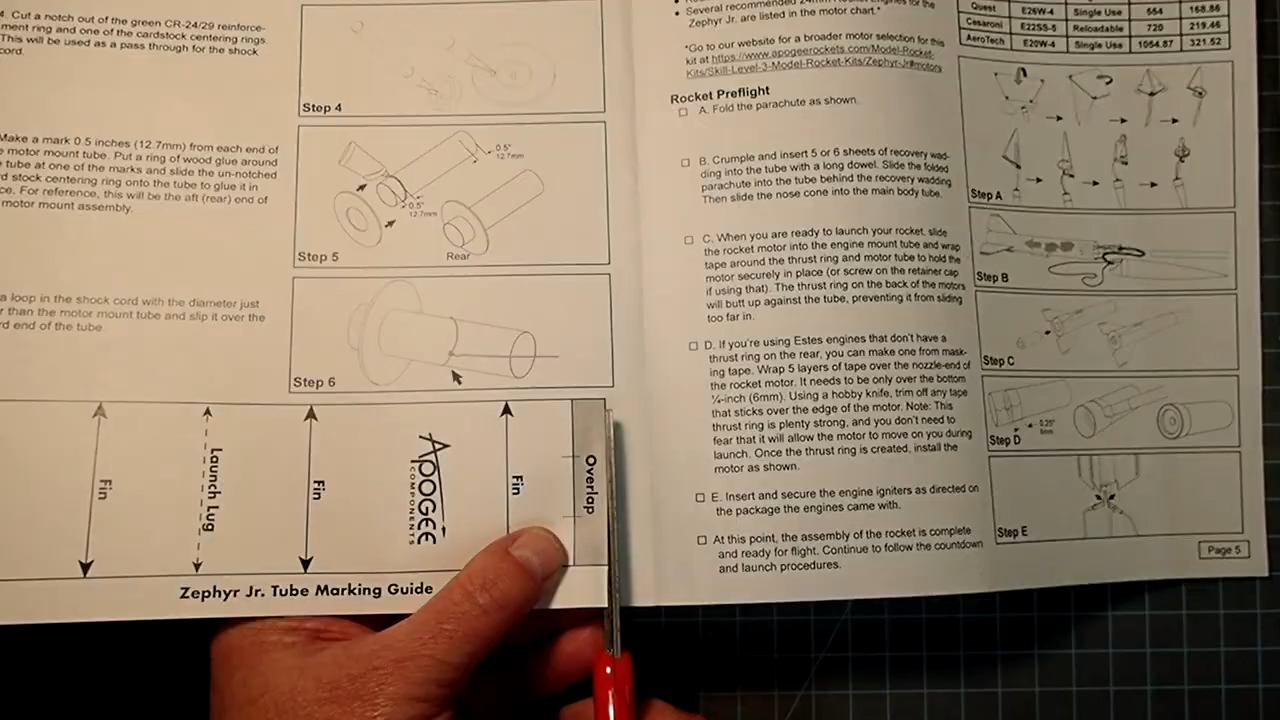 4. Cut a notch out of the green CR-24/29 reinforce-
ment ring and one of the cardstock centering rings.
This will be used as a pass through for the shock
cord.
Step 4
Make a mark 0.5 inches (12.7mm) from each end of
motor mount tube. Put a ring of wood glue around
tube at one of the marks and slide the un-notched
stock centering ring onto the tube to glue it in
For reference, this will be the aft (rear) end of
motor mount assembly.
0.5"
12.7mm
0.5"
12.7mm
Rear
Step 5
a loop in the shock cord with the diameter just
than the motor mount tube and slip it over the
end of the tube.
Step 6
Fin
Launch Lug
Fin
APOGEE
COMPONENTS
Fin
Overlap
Zephyr Jr. Tube Marking Guide
• Several recommended 24mm Rocket Engines for the
Zephyr Jr. are listed in the motor chart.*
*Go to our website for a broader motor selection for this
kit at https://www.apogeerockets.com/Model-Rocket-
Kits/Skill-Level-3-Model-Rocket-Kits/Zephyr-Jr#motors
Quest E26W-4 Single Use 554 168.86
Cesaroni E22SS-5 Reloadable 720 219.46
AeroTech E20W-4 Single Use 1054.87 321.52
Rocket Preflight
A. Fold the parachute as shown.
B. Crumple and insert 5 or 6 sheets of recovery wad-
ding into the tube with a long dowel. Slide the folded
parachute into the tube behind the recovery wadding.
Then slide the nose cone into the main body tube.
C. When you are ready to launch your rocket, slide
the rocket motor into the engine mount tube and wrap
tape around the thrust ring and motor tube to hold the
motor securely in place (or screw on the retainer cap
if using that). The thrust ring on the back of the motors
will butt up against the tube, preventing it from sliding
too far in.
D. If you're using Estes engines that don't have a
thrust ring on the rear, you can make one from mask-
ing tape. Wrap 5 layers of tape over the nozzle-end of
the rocket motor. It needs to be only over the bottom
¼-inch (6mm). Using a hobby knife, trim off any tape
that sticks over the edge of the motor. Note: This
thrust ring is plenty strong, and you don't need to
fear that it will allow the motor to move on you during
launch. Once the thrust ring is created, install the
motor as shown.
E. Insert and secure the engine igniters as directed on
the package the engines came with.
At this point, the assembly of the rocket is complete
and ready for flight. Continue to follow the countdown
and launch procedures.
Step A
Step B
Step C
0.25"
6mm
Step D
Step E
Page 5